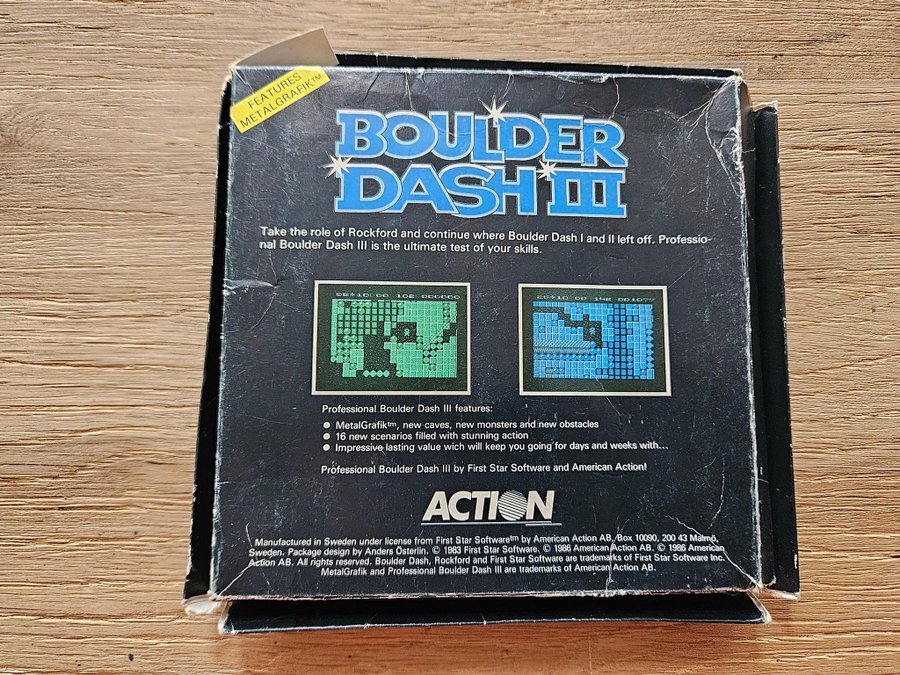 FEATURES
METALGRAFIK™
BOULDER
DASH III
Take the role of Rockford and continue where Boulder Dash I and II left off. Professio-
nal Boulder Dash III is the ultimate test of your skills.
Professional Boulder Dash III features:
● MetalGrafik™, new caves, new monsters and new obstacles
● 16 new scenarios filled with stunning action
● Impressive lasting value wich will keep you going for days and weeks with...
Professional Boulder Dash III by First Star Software and American Action!
ACTION
Manufactured in Sweden under license from First Star Software™ by American Action AB, Box 10090, 200 43 Malmö,
Sweden. Package design by Anders Österlin. © 1983 First Star Software. © 1986 American Action AB. © 1986 American
Action AB. All rights reserved. Boulder Dash, Rockford and First Star Software are trademarks of First Star Software Inc.
MetalGrafik and Professional Boulder Dash III are trademarks of American Action AB.